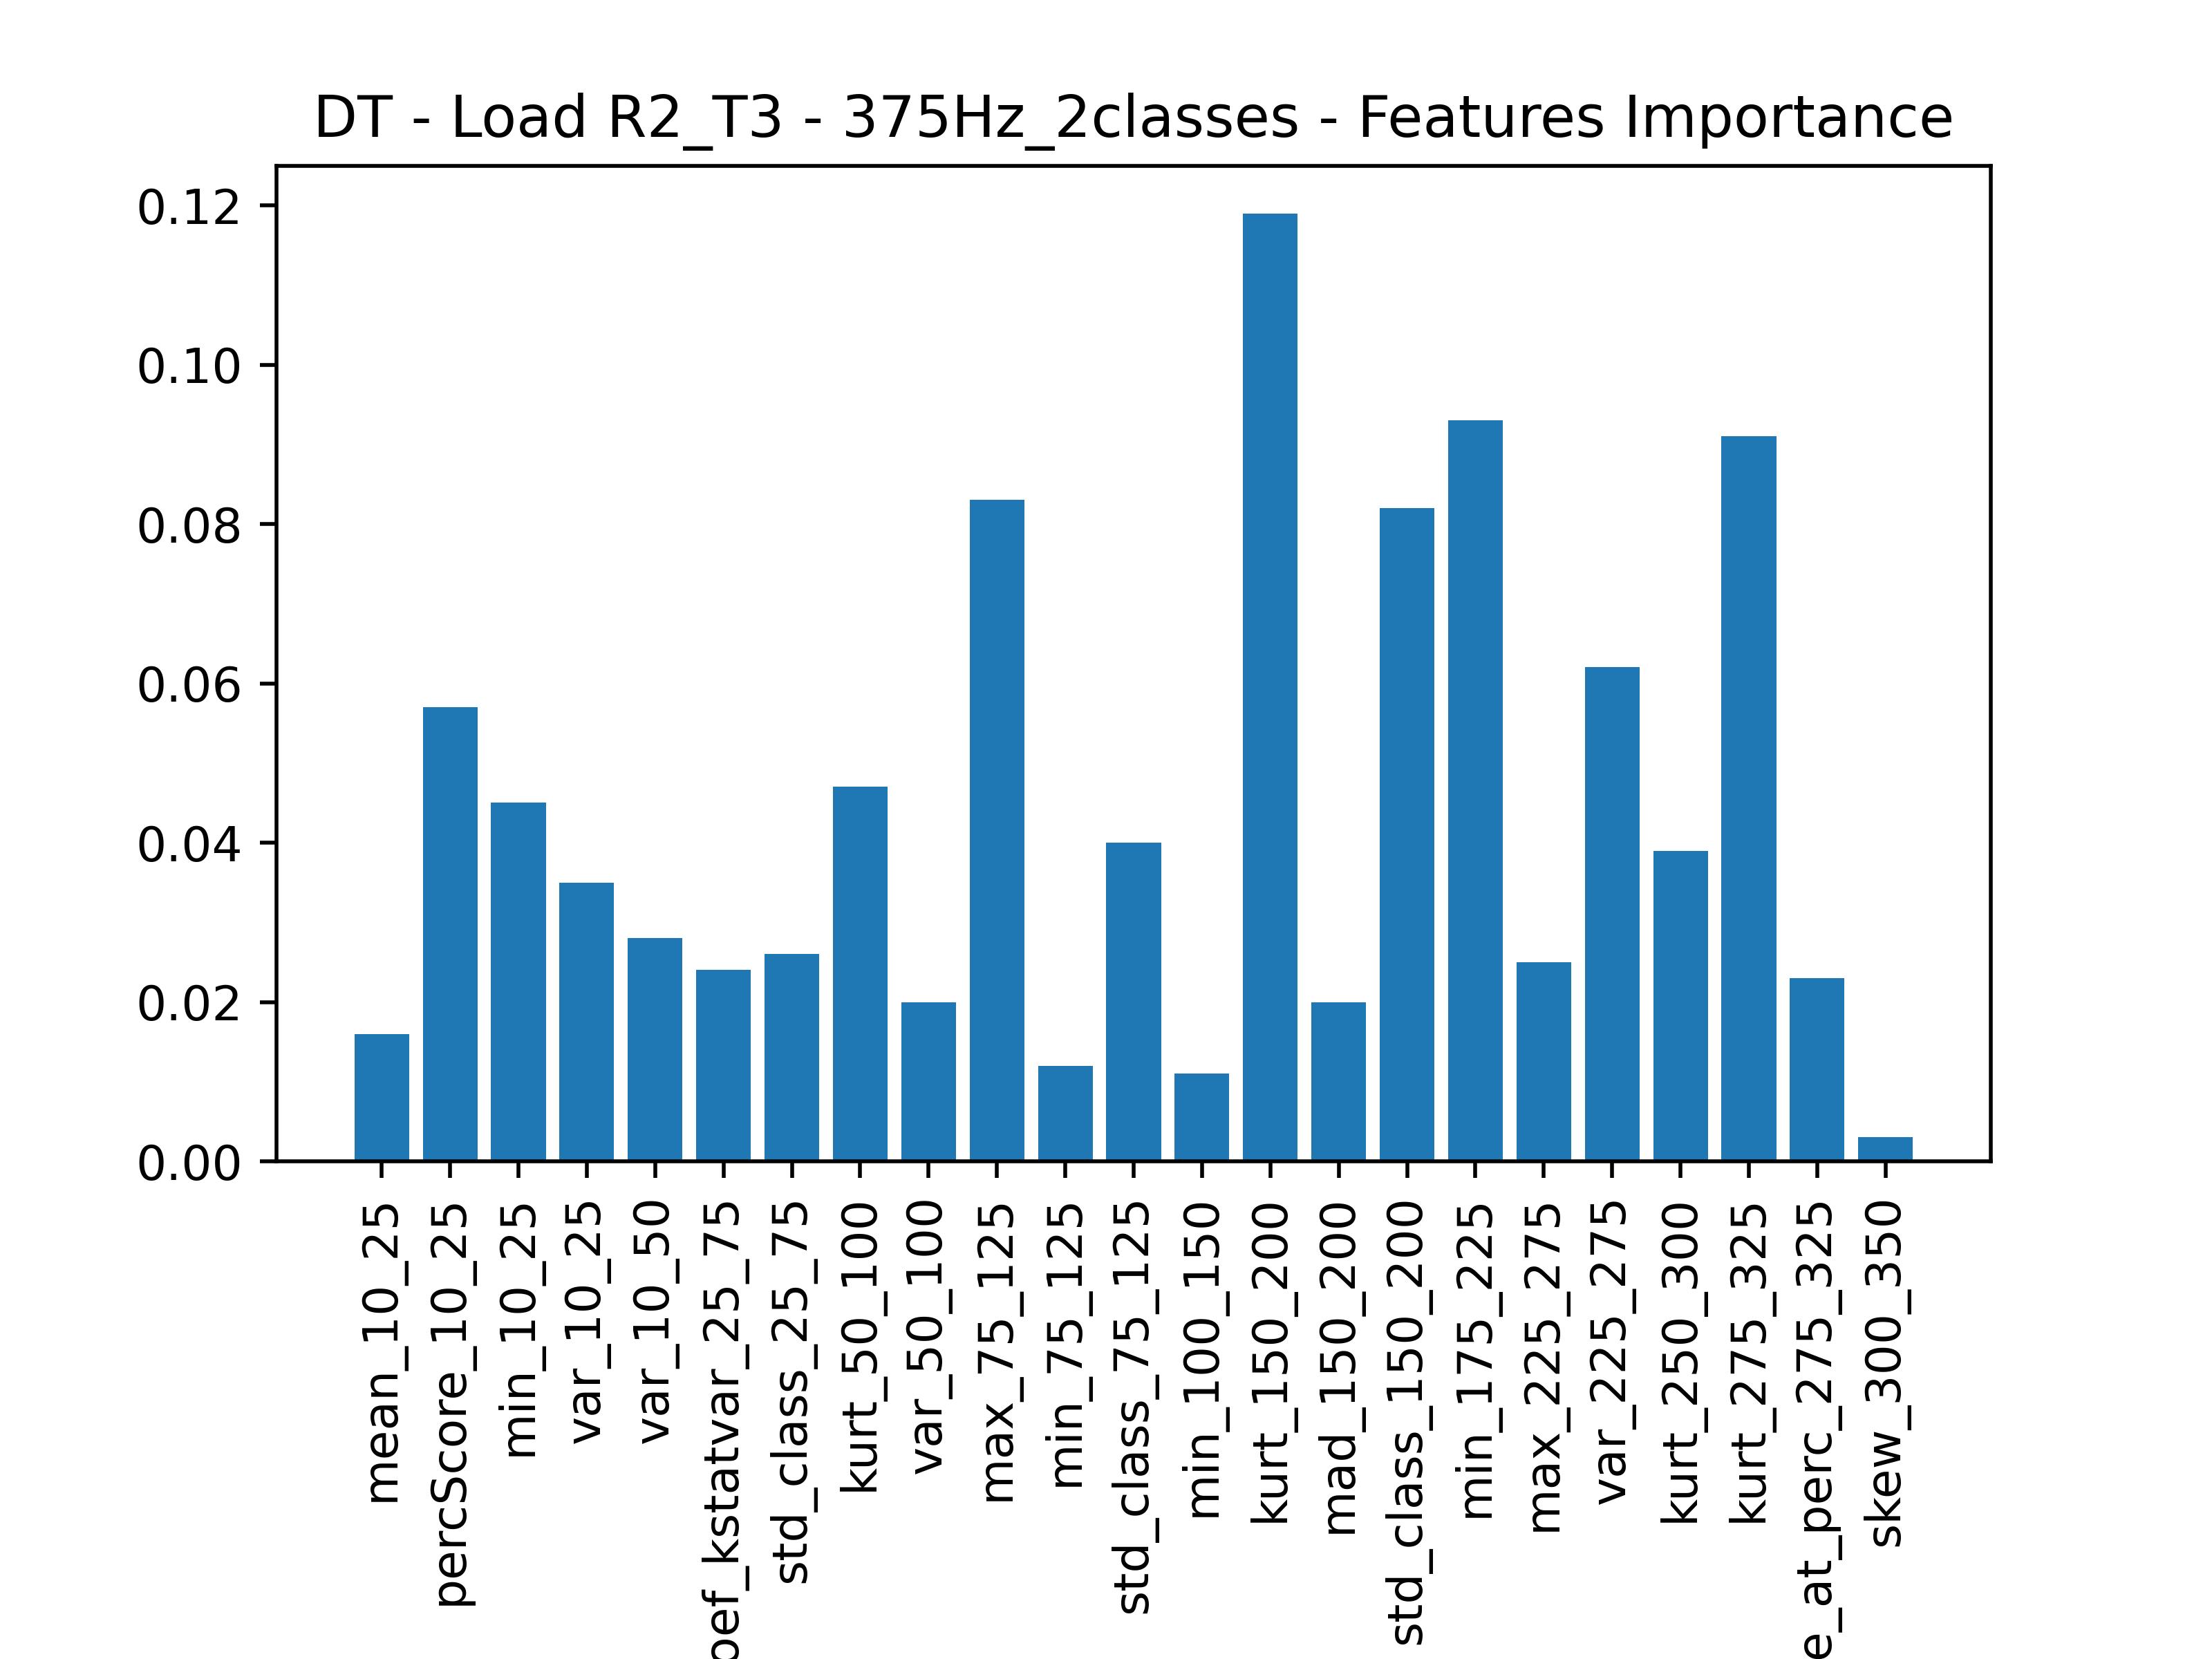 DT - Load R2_T3 - 375Hz_2classes - Features Importance
0.12
0.10
0.08
0.06
0.04
0.02
0.00
mean_10_25
percScore_10_25
min_10_25
var_10_25
var_10_50
oef_kstatvar_25_75
std_class_25_75
kurt_50_100
var_50_100
max_75_125
min_75_125
std_class_75_125
min_100_150
kurt_150_200
mad_150_200
std_class_150_200
min_175_225
max_225_275
var_225_275
kurt_250_300
kurt_275_325
e_at_perc_275_325
skew_300_350